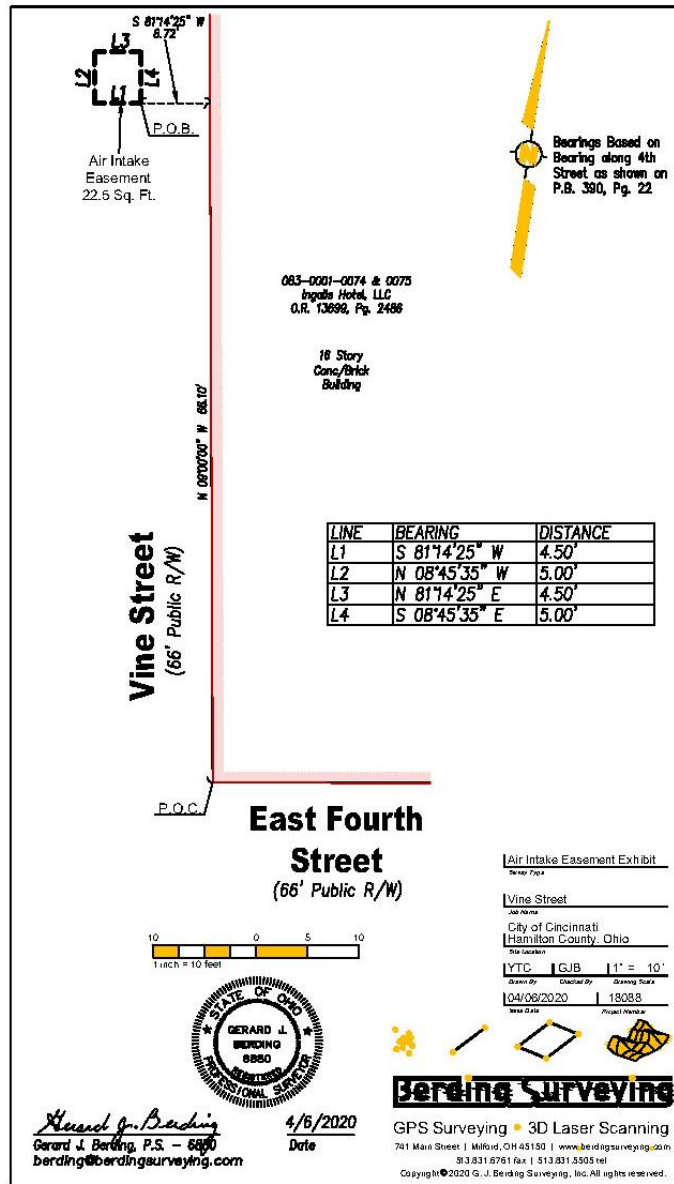 S 81°14'25" W
8.72'
L3
L2
L4
L1
P.O.B.
Air Intake
Easement
22.5 Sq. Ft.
N
Bearings Based on
Bearing along 4th
Street as shown on
P.B. 390, Pg. 22
083-0001-0074 & 0075
Ingalls Hotel, LLC
O.R. 13699, Pg. 2486
16 Story
Conc/Brick
Building
N 09°00'00" W 66.10'
Vine Street
(66' Public R/W)
LINE BEARING DISTANCE
L1 S 81°14'25" W 4.50'
L2 N 08°45'35" W 5.00'
L3 N 81°14'25" E 4.50'
L4 S 08°45'35" E 5.00'
P.O.C.
East Fourth
Street
(66' Public R/W)
10 0 5 10
1 inch = 10 feet
STATE OF OHIO
GERARD J.
BERDING
6880
REGISTERED
PROFESSIONAL SURVEYOR
Gerard J. Berding 4/6/2020
Gerard J. Berding, P.S. - 6880 Date
berding@berdingsurveying.com
Air Intake Easement Exhibit
Survey Type
Vine Street
Job Name
City of Cincinnati
Hamilton County, Ohio
Site Location
YTC GJB 1" = 10'
Drawn By Checked By Drawing Scale
04/06/2020 18088
Issue Date Project Number
Berding Surveying
GPS Surveying • 3D Laser Scanning
741 Main Street | Milford, OH 45150 | www.berdingsurveying.com
513.831.6761 fax | 513.831.5505 tel
Copyright © 2020 G. J. Berding Surveying, Inc. All rights reserved.